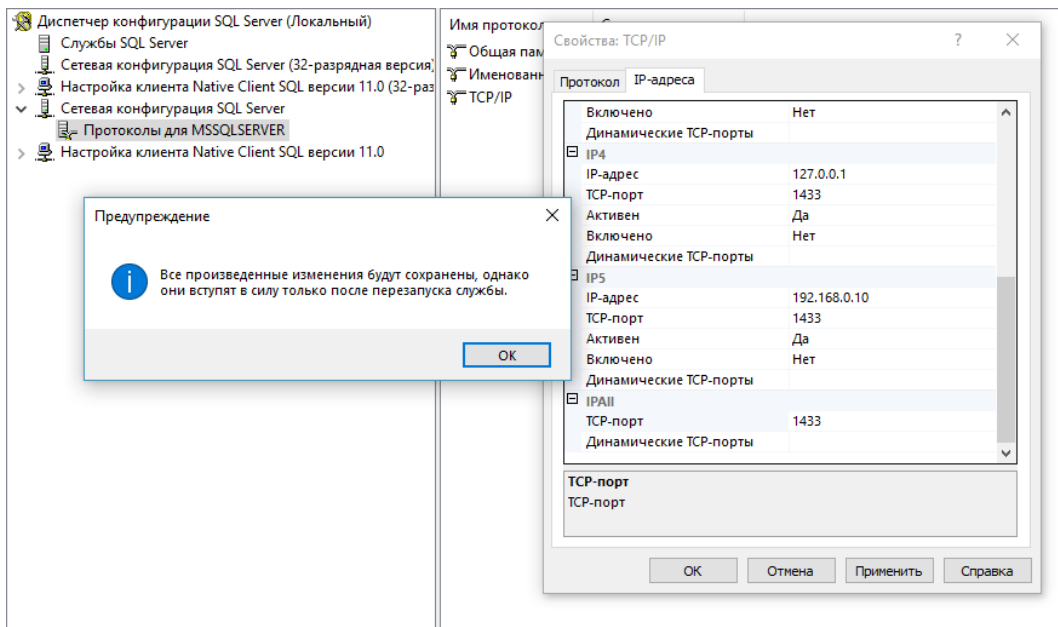 Диспетчер конфигурации SQL Server (Локальный)
Службы SQL Server
Сетевая конфигурация SQL Server (32-разрядная версия)
Настройка клиента Native Client SQL версии 11.0 (32-раз
Сетевая конфигурация SQL Server
Протоколы для MSSQLSERVER
Настройка клиента Native Client SQL версии 11.0
Имя протокол
Общая пам
Именованн
TCP/IP
Свойства: TCP/IP
Протокол IP-адреса
Включено Нет
Динамические TCP-порты
IP4
IP-адрес 127.0.0.1
TCP-порт 1433
Активен Да
Включено Нет
Динамические TCP-порты
IP5
IP-адрес 192.168.0.10
TCP-порт 1433
Активен Да
Включено Нет
Динамические TCP-порты
IPAll
TCP-порт 1433
Динамические TCP-порты
TCP-порт
TCP-порт
OK Отмена Применить Справка
Предупреждение
Все произведенные изменения будут сохранены, однако
они вступят в силу только после перезапуска службы.
OK